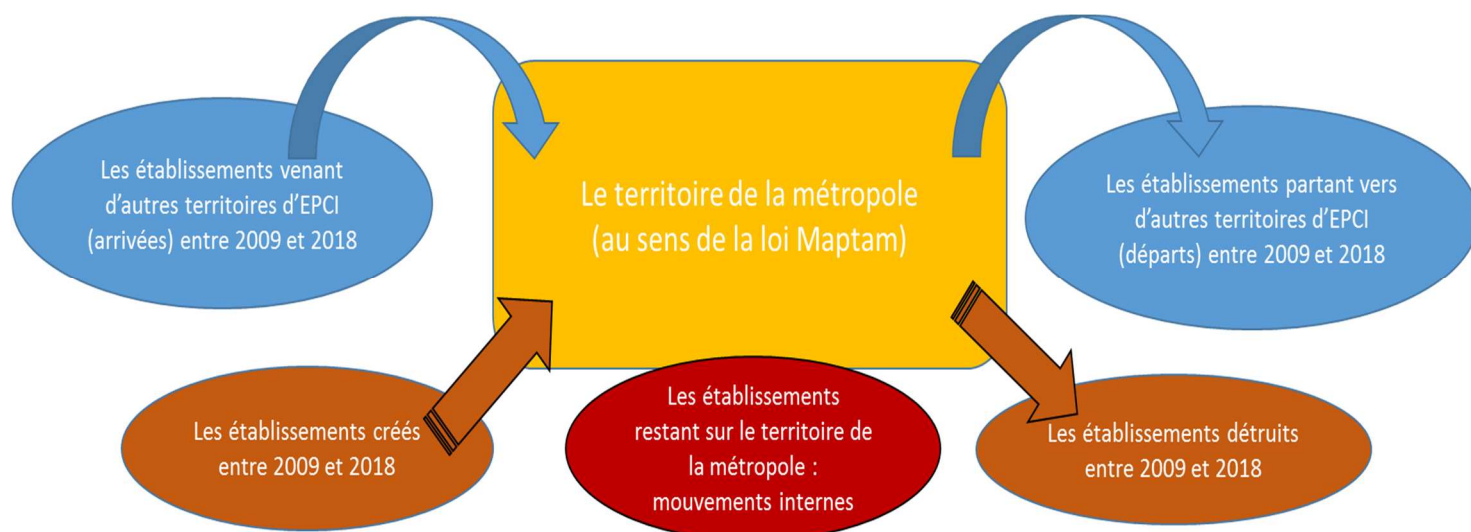 Les établissements venant
d’autres territoires d’EPCI
(arrivées) entre 2009 et 2018
Le territoire de la métropole
(au sens de la loi Maptam)
Les établissements partant vers
d’autres territoires d’EPCI
(départs) entre 2009 et 2018
Les établissements créés
entre 2009 et 2018
Les établissements
restant sur le territoire de
la métropole :
mouvements internes
Les établissements détruits
entre 2009 et 2018